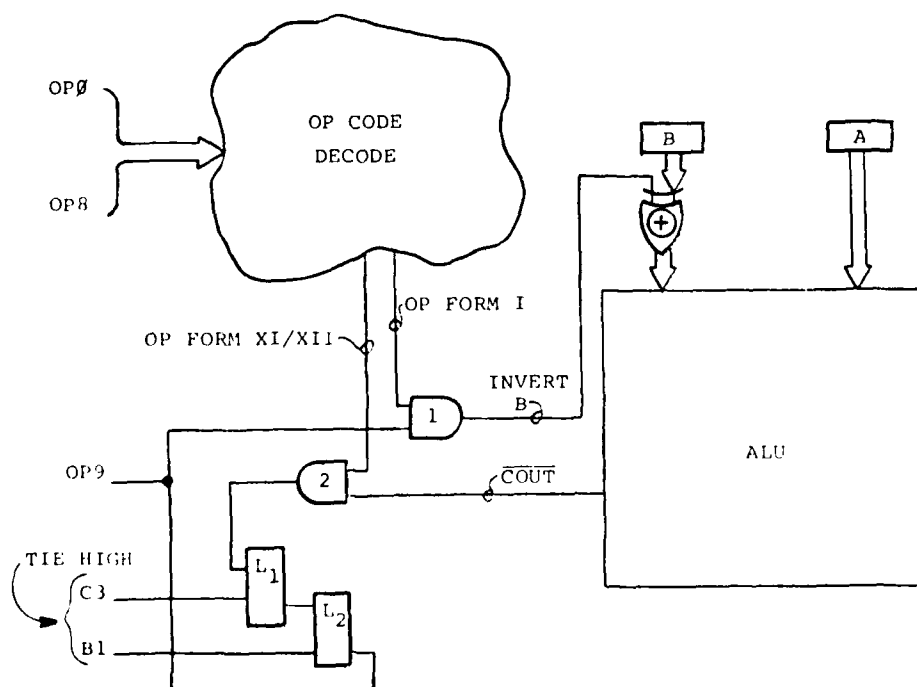 OPØ
OP CODE
DECODE
OP8
B
A
+
OP FORM I
OP FORM XI/XII
INVERT
B
1
ALU
OP9
2
COUT
TIE HIGH
L1
C3
L2
B1